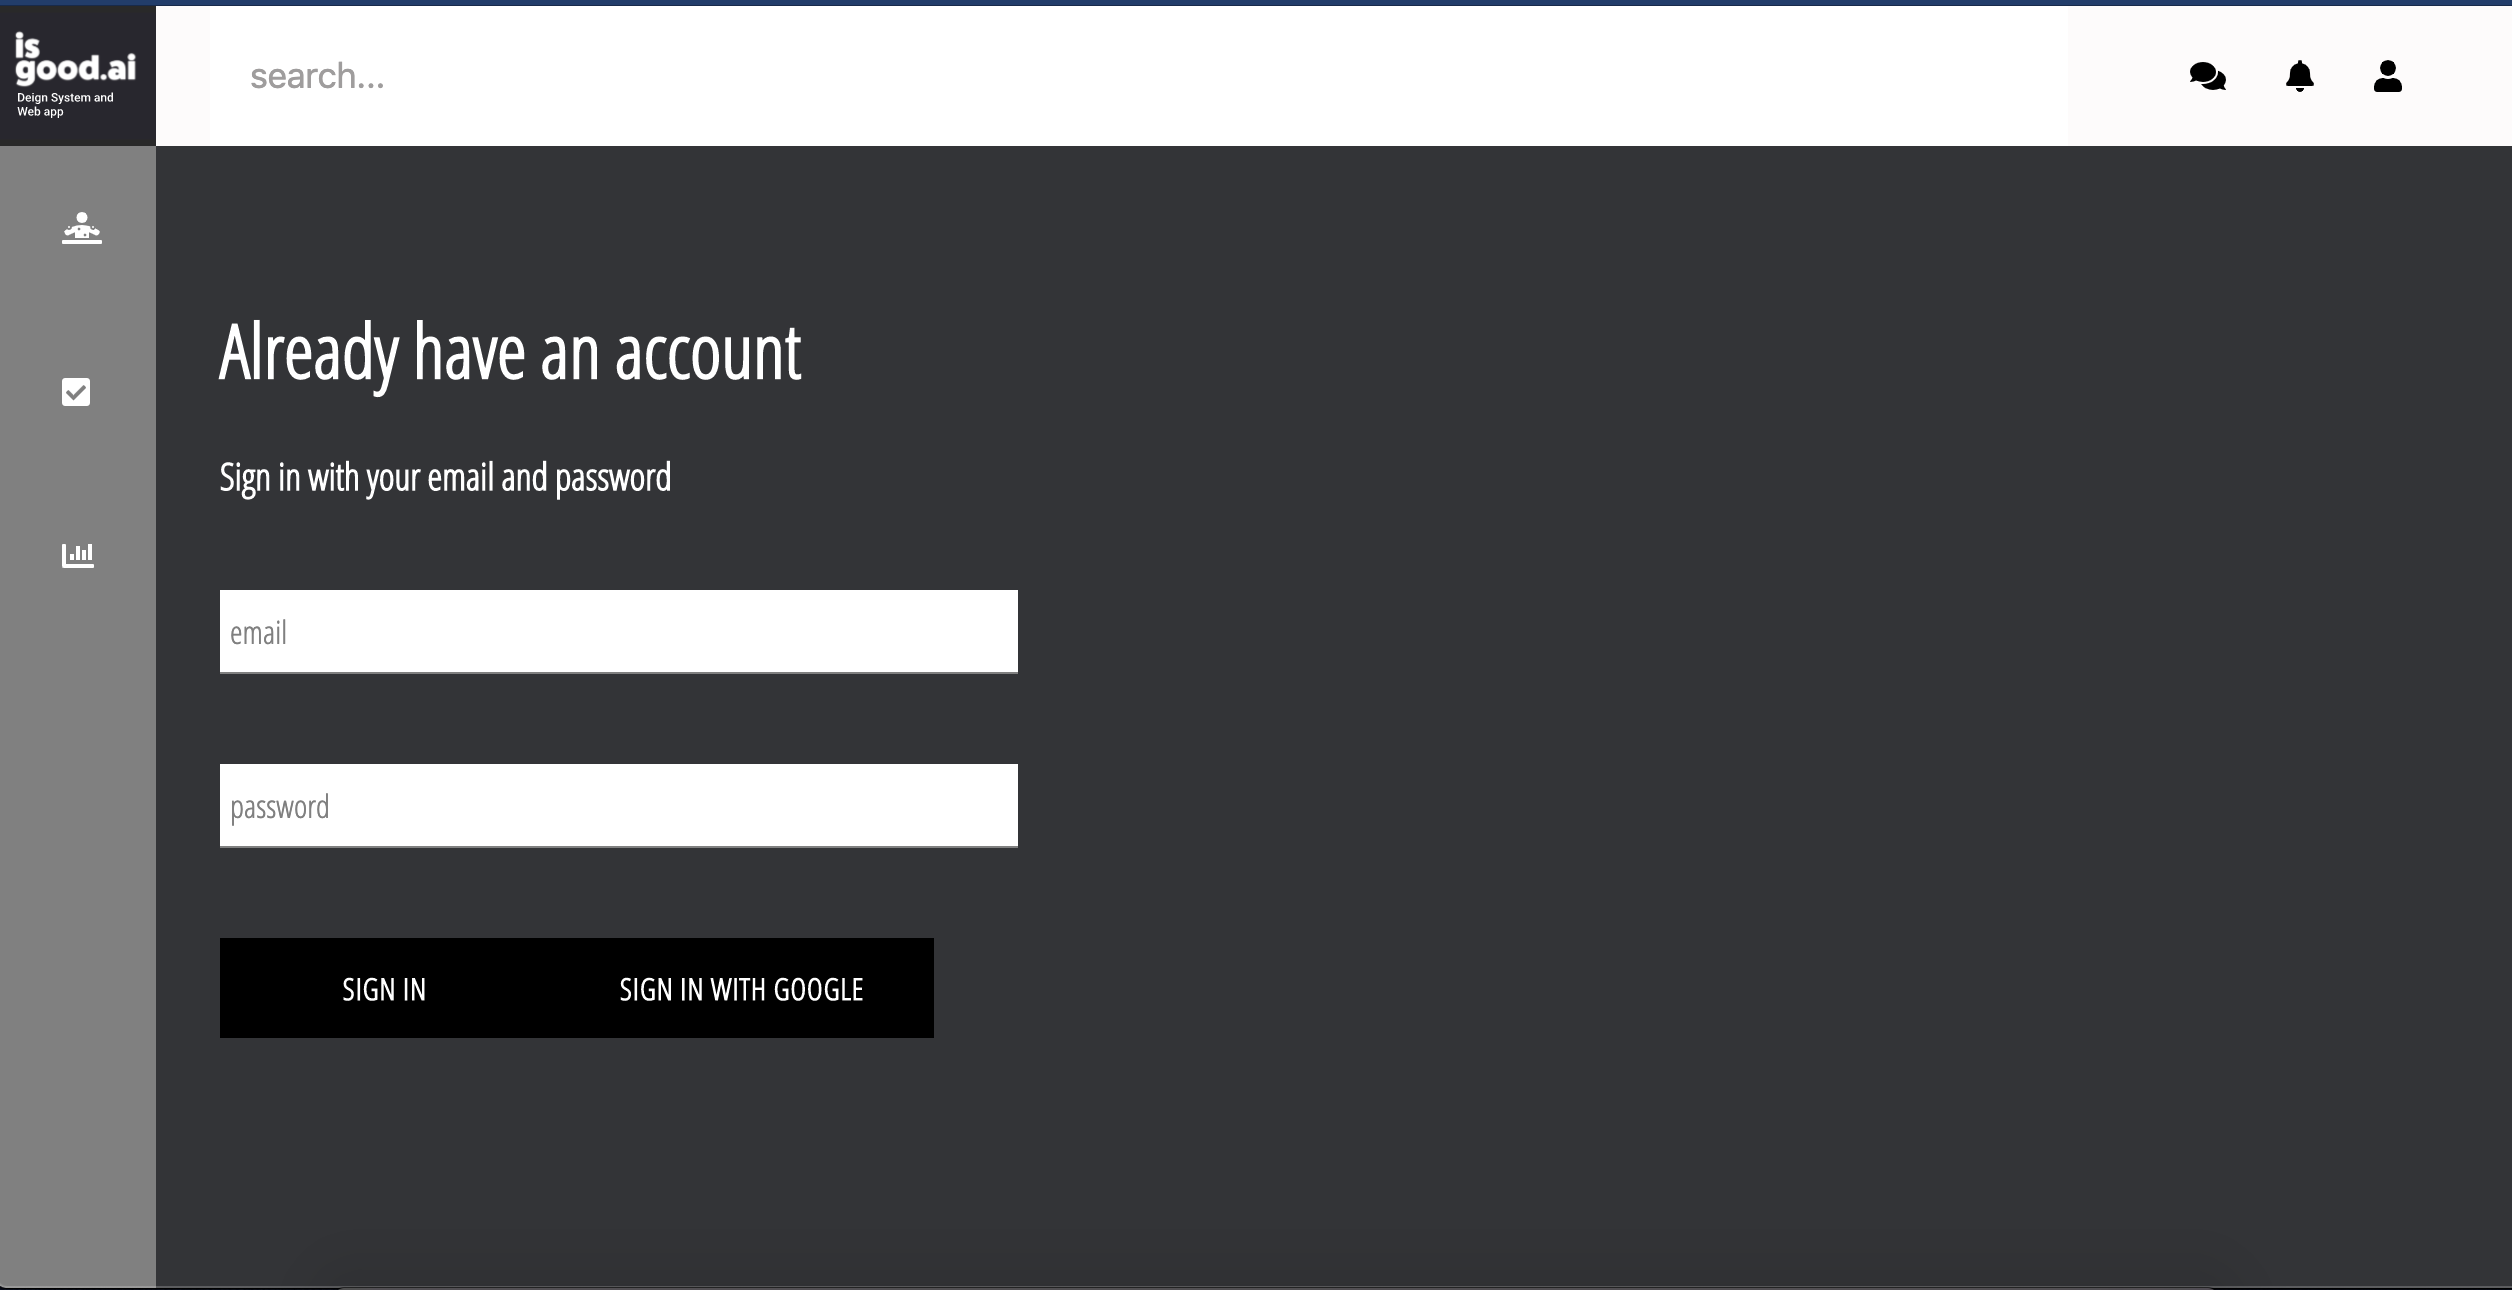 is
good.ai
Deign System and
Web app
search...
Already have an account
Sign in with your email and password
email
password
SIGN IN
SIGN IN WITH GOOGLE